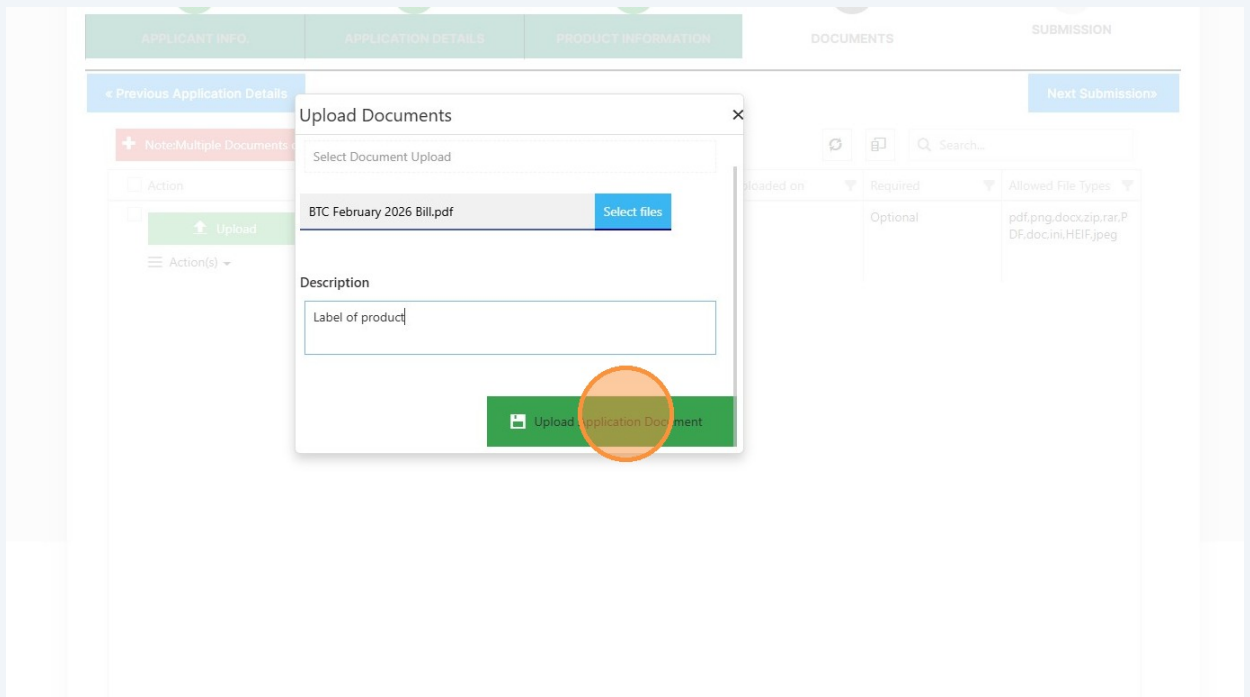 APPLICANT INFO.
APPLICATION DETAILS
PRODUCT INFORMATION
DOCUMENTS
SUBMISSION
« Previous Application Details
Next Submission»
Upload Documents
Note:Multiple Documents
Search...
Select Document Upload
Action
loaded on
Required
Allowed File Types
BTC February 2026 Bill.pdf
Select files
Upload
Optional
pdf,png,docx,zip,rar,P
DF,doc,ini,HEIF,jpeg
Action(s)
Description
Label of product
Upload Application Document